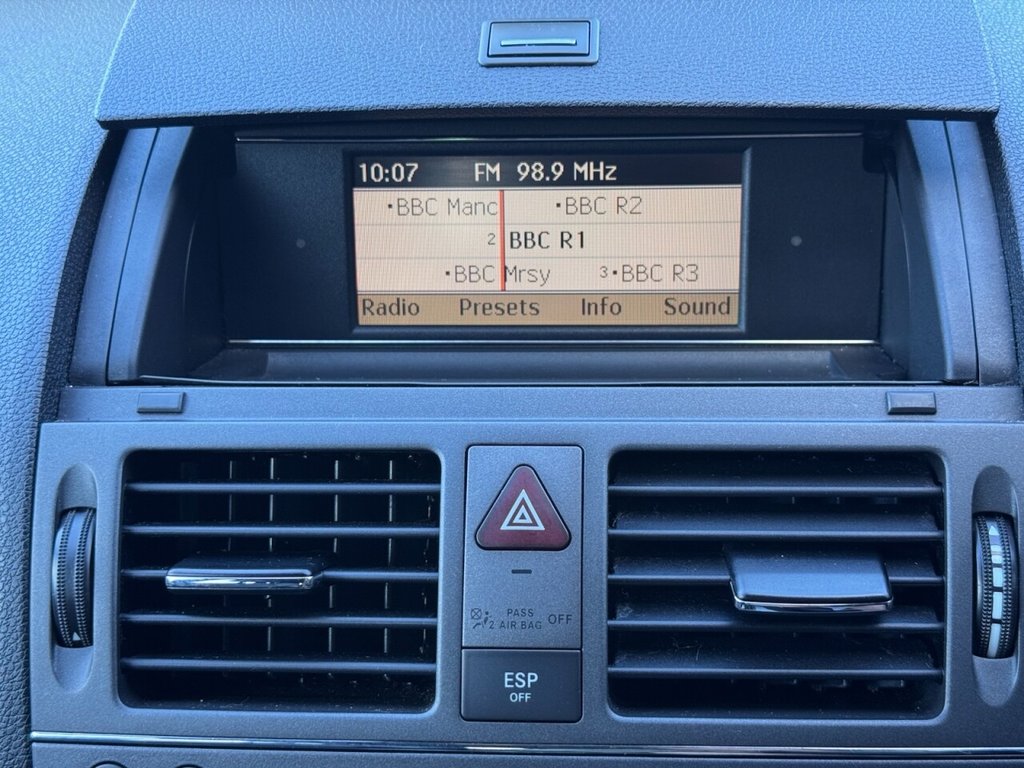 10:07 FM 98.9 MHz
•BBC Manc •BBC R2
2 BBC R1
•BBC Mrsy 3•BBC R3
Radio Presets Info Sound
PASS
2 AIR BAG OFF
ESP
OFF